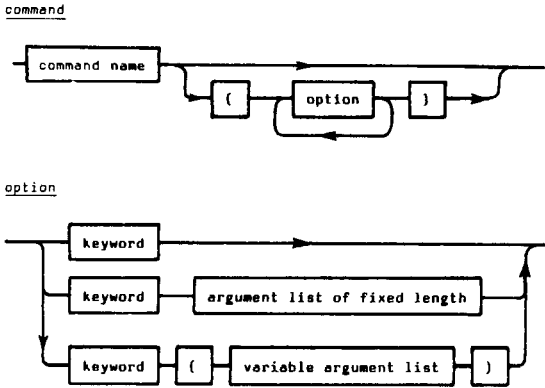 command
command name
{ option }
option
keyword
keyword argument list of fixed length
keyword ( variable argument list )